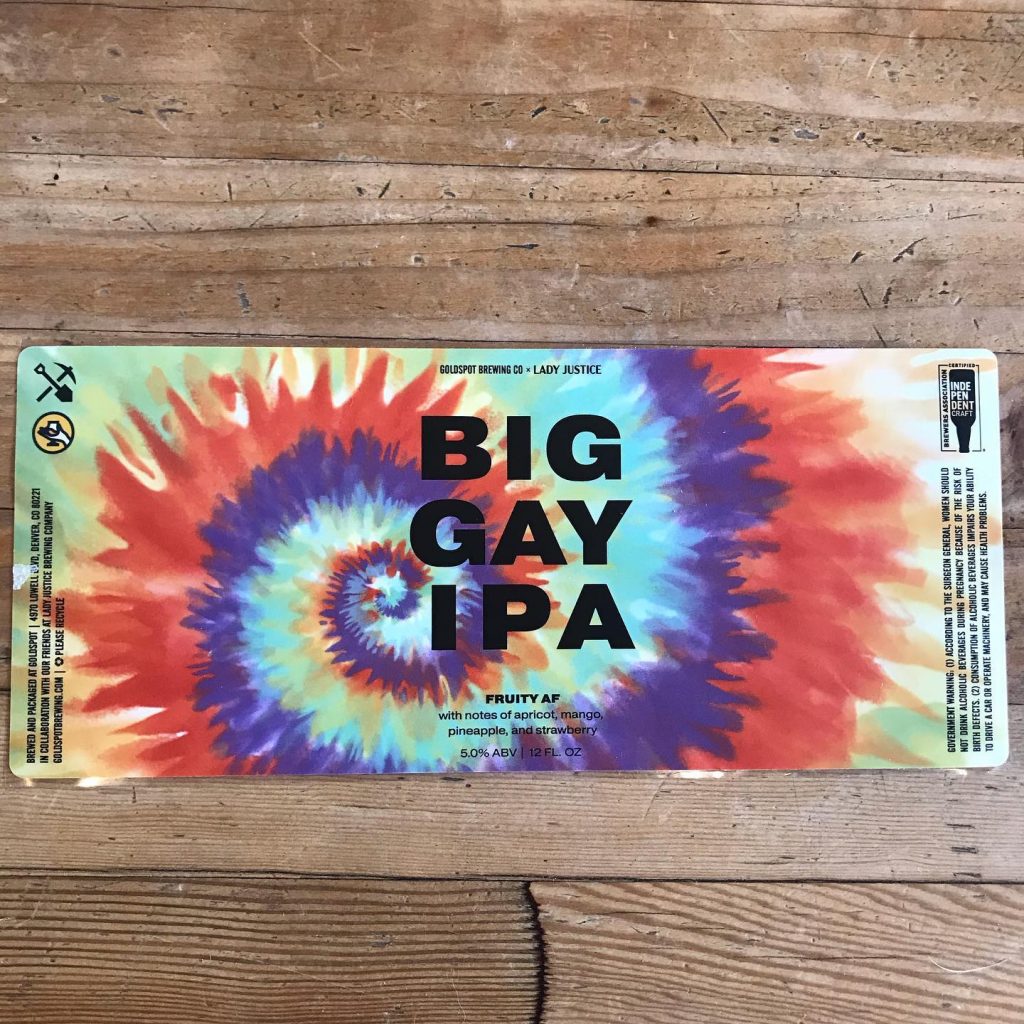 GOLDSPOT BREWING CO × LADY JUSTICE
BIG
GAY
IPA
FRUITY AF
with notes of apricot, mango,
pineapple, and strawberry
5.0% ABV | 12 FL. OZ
BREWED AND PACKAGED AT GOLDSPOT | 4970 LOWELL BLVD, DENVER, CO 80221
IN COLLABORATION WITH OUR FRIENDS AT LADY JUSTICE BREWING COMPANY
GOLDSPOTBREWING.COM | PLEASE RECYCLE
CERTIFIED
INDE
PEN
DENT
CRAFT
BREWERS ASSOCIATION
GOVERNMENT WARNING: (1) ACCORDING TO THE SURGEON GENERAL, WOMEN SHOULD
NOT DRINK ALCOHOLIC BEVERAGES DURING PREGNANCY BECAUSE OF THE RISK OF
BIRTH DEFECTS. (2) CONSUMPTION OF ALCOHOLIC BEVERAGES IMPAIRS YOUR ABILITY
TO DRIVE A CAR OR OPERATE MACHINERY, AND MAY CAUSE HEALTH PROBLEMS.